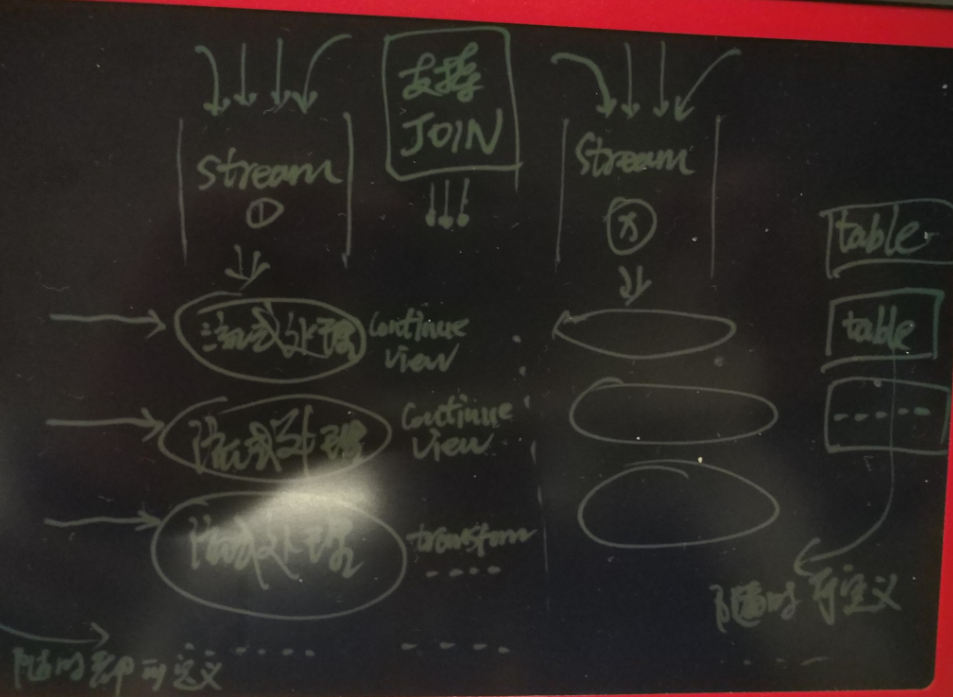 支持
JOIN
stream
①
stream
table
table
流式处理
Continue
view
流式处理
Continue
view
流式处理
transform
随时可定义
随时都可定义